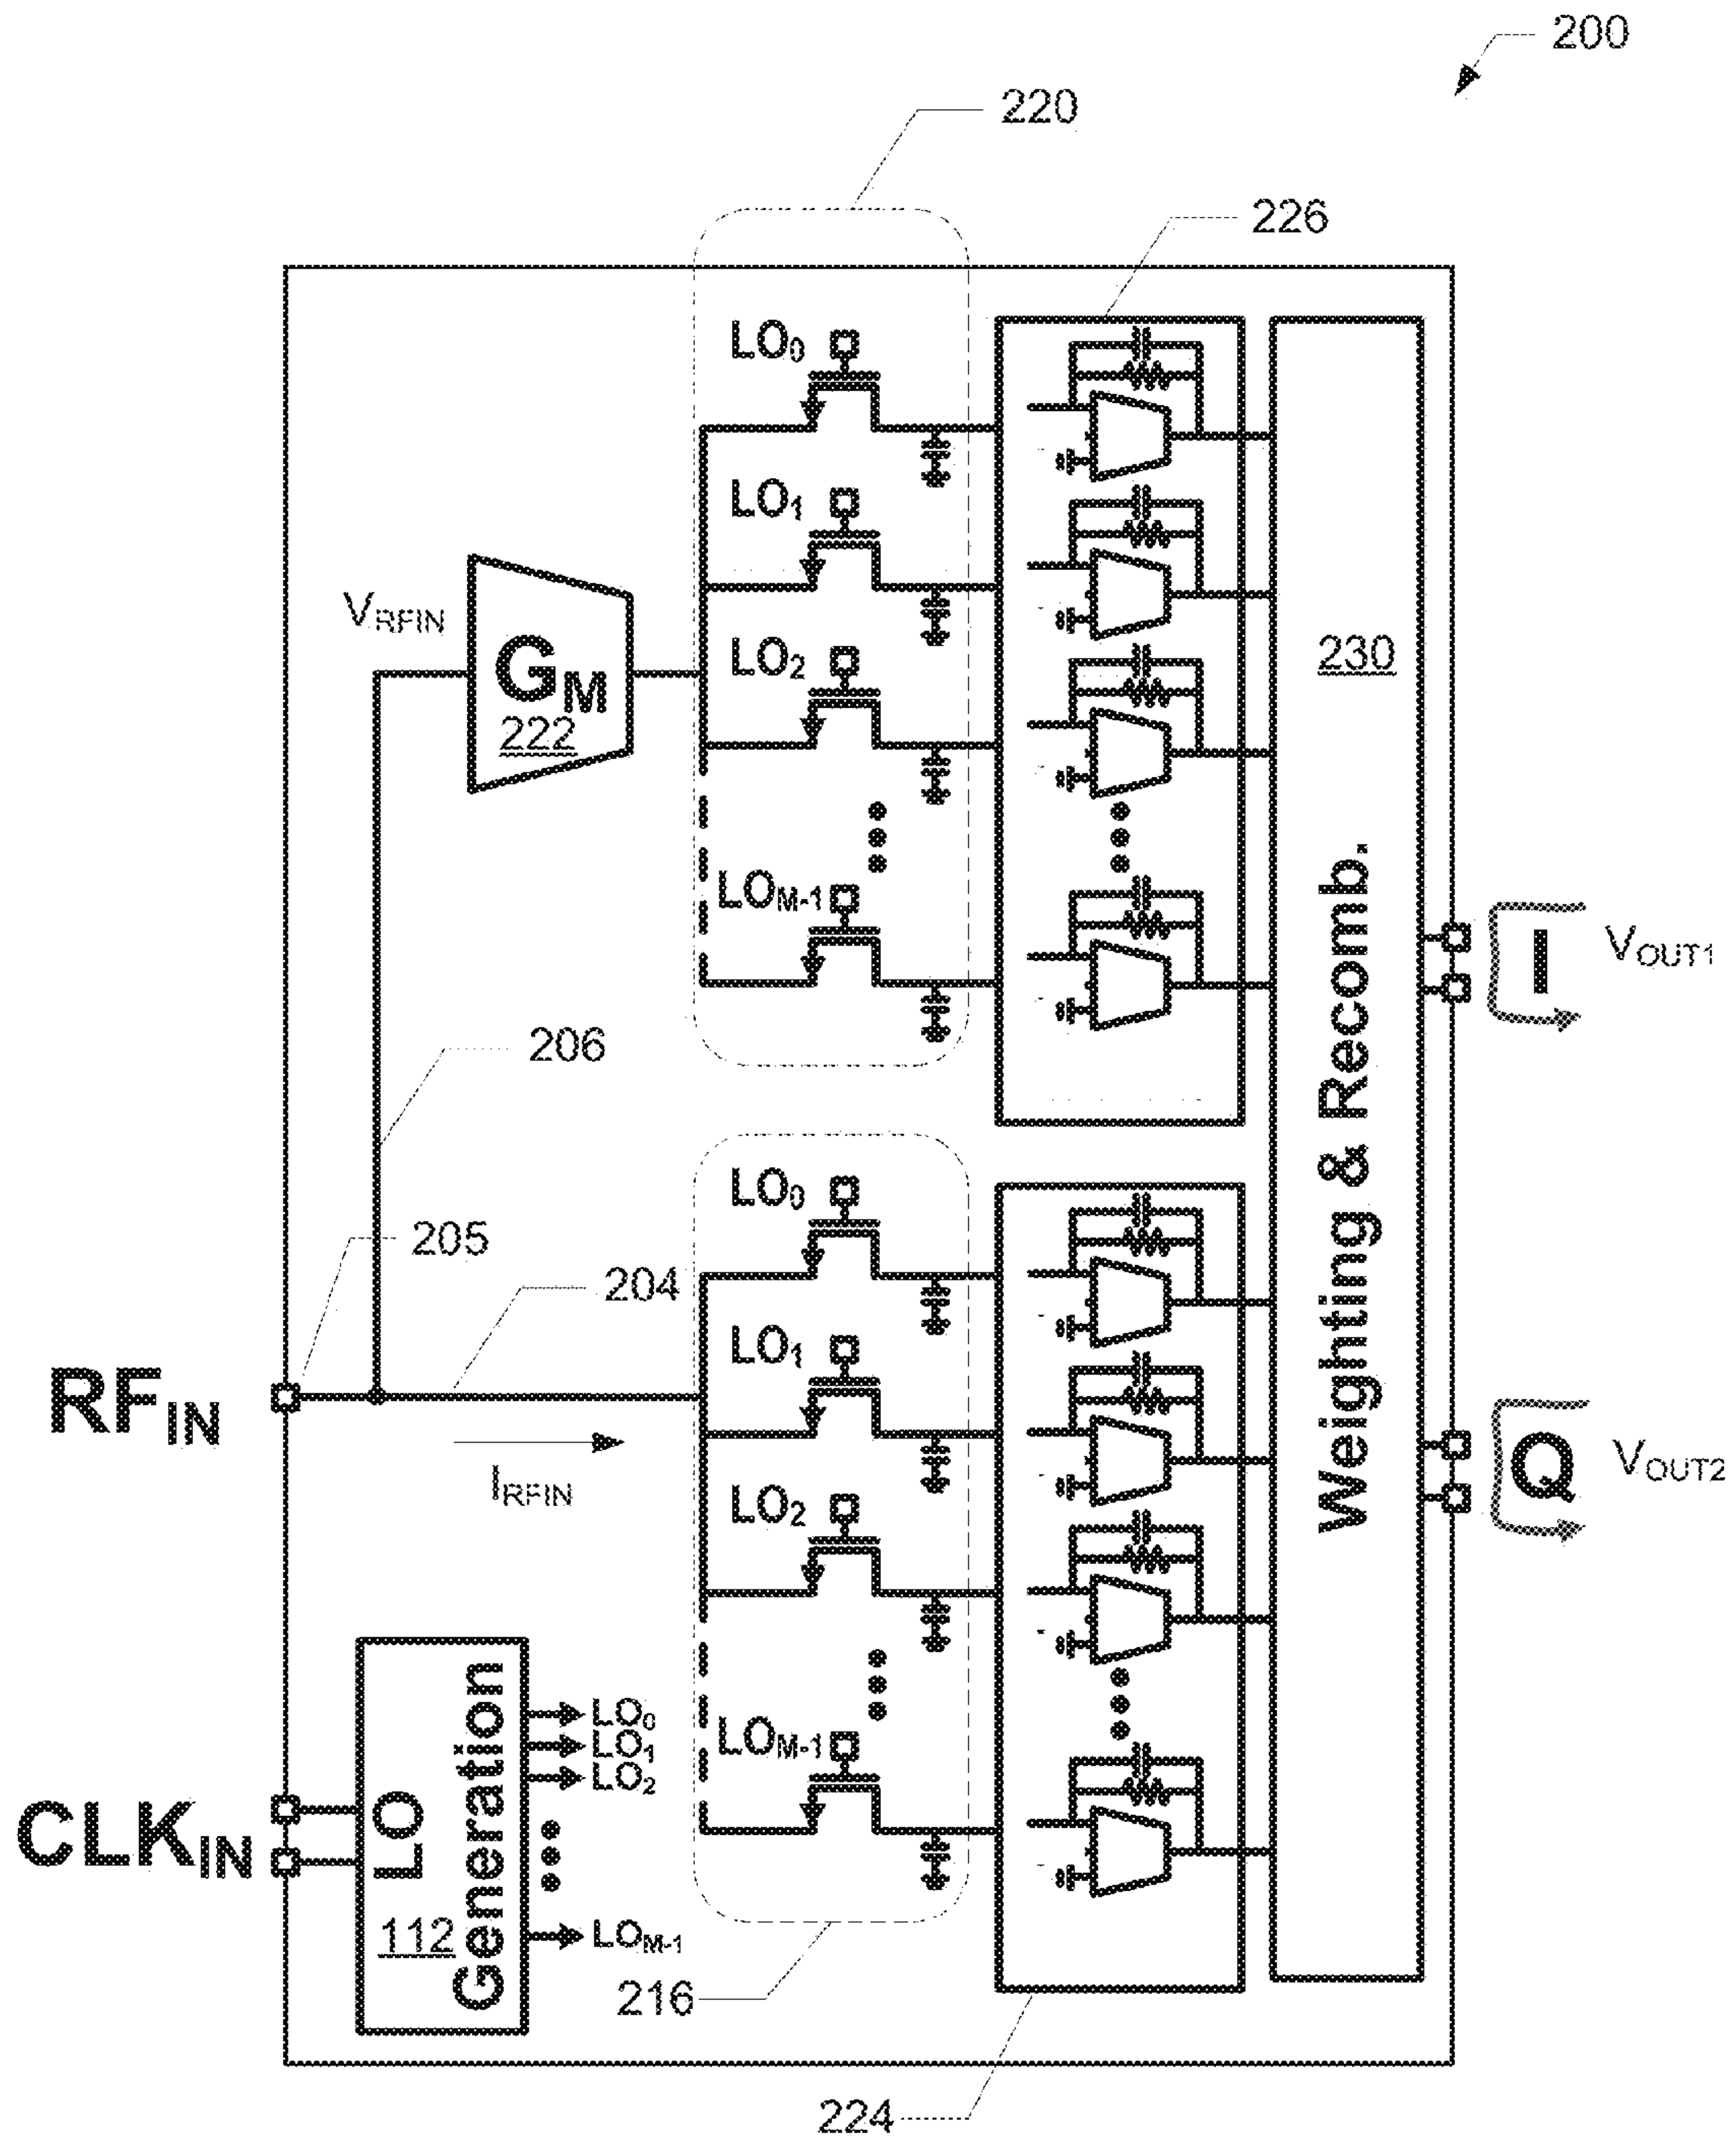 200
220
226
LO0
LO1
VRFIN
GM
222
LO2
230
LOM-1
Weighting & Recomb.
I
VOUT1
206
LO0
205
204
LO1
RFIN
IRFIN
Q
VOUT2
LO2
LO Generation
112
LO0
LO1
LO2
LOM-1
LOM-1
CLKIN
216
224